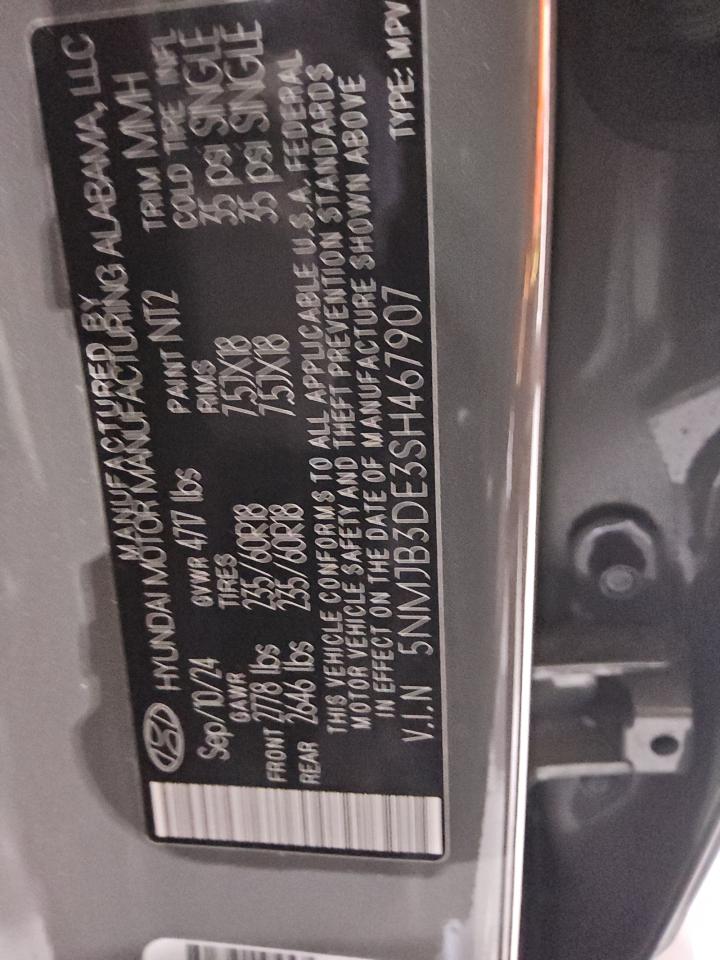 MANUFACTURED BY
HYUNDAI MOTOR MANUFACTURING ALABAMA, LLC
Sep/10/24 GVWR 4717 lbs PAINT NT2 TRIM MMH
GAWR TIRES RIMS COLD TIRE INFL
FRONT 2778 lbs 235/60R18 7.5JX18 35 psi SINGLE
REAR 2646 lbs 235/60R18 7.5JX18 35 psi SINGLE
THIS VEHICLE CONFORMS TO ALL APPLICABLE U.S.A. FEDERAL
MOTOR VEHICLE SAFETY AND THEFT PREVENTION STANDARDS
IN EFFECT ON THE DATE OF MANUFACTURE SHOWN ABOVE
V.I.N 5NMJB3DE3SH467907 TYPE: MPV